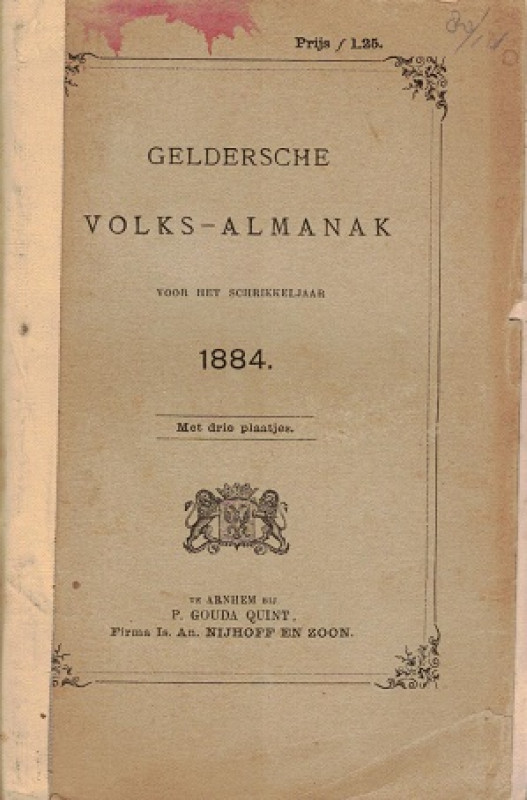 Prijs f 1.25.
GELDERSCHE
VOLKS-ALMANAK
VOOR HET SCHRIKKELJAAR
1884.
Met drie plaatjes.
TE ARNHEM BIJ
P. GOUDA QUINT,
Firma Is. An. NIJHOFF EN ZOON.